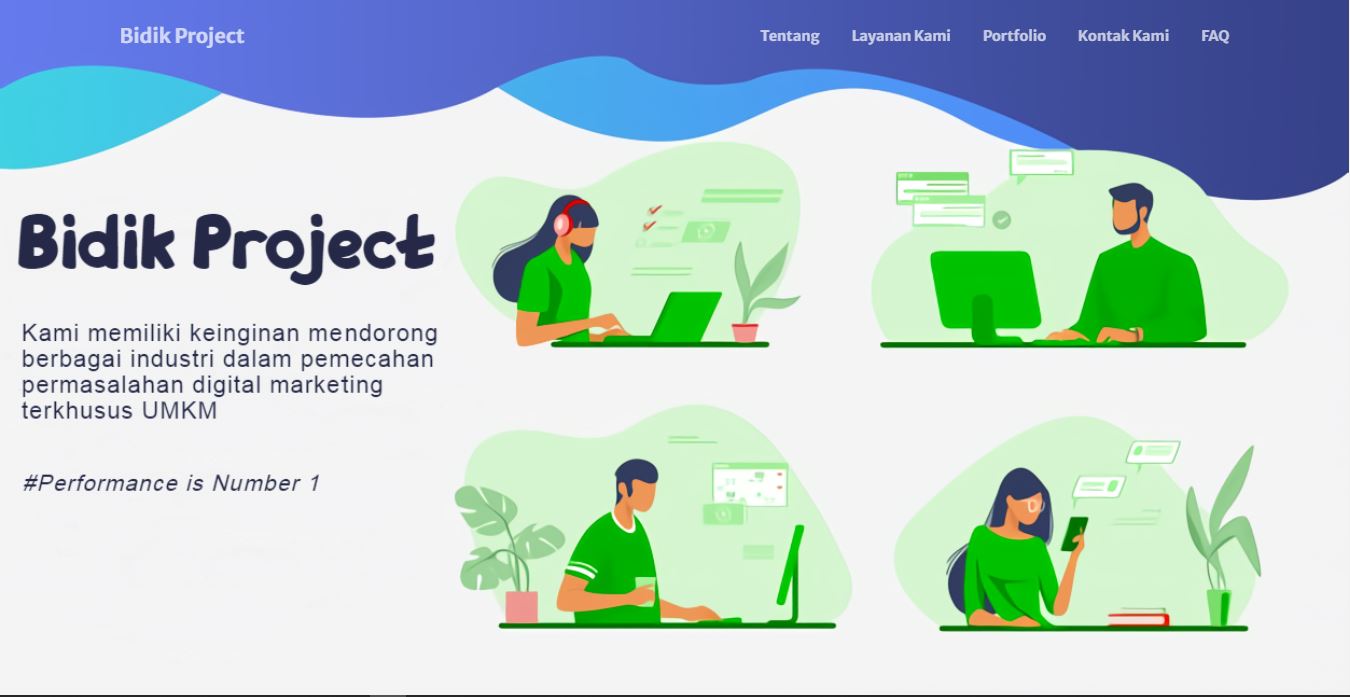 Bidik Project
Tentang
Layanan Kami
Portfolio
Kontak Kami
FAQ
Bidik Project
Kami memiliki keinginan mendorong
berbagai industri dalam pemecahan
permasalahan digital marketing
terkhusus UMKM
#Performance is Number 1